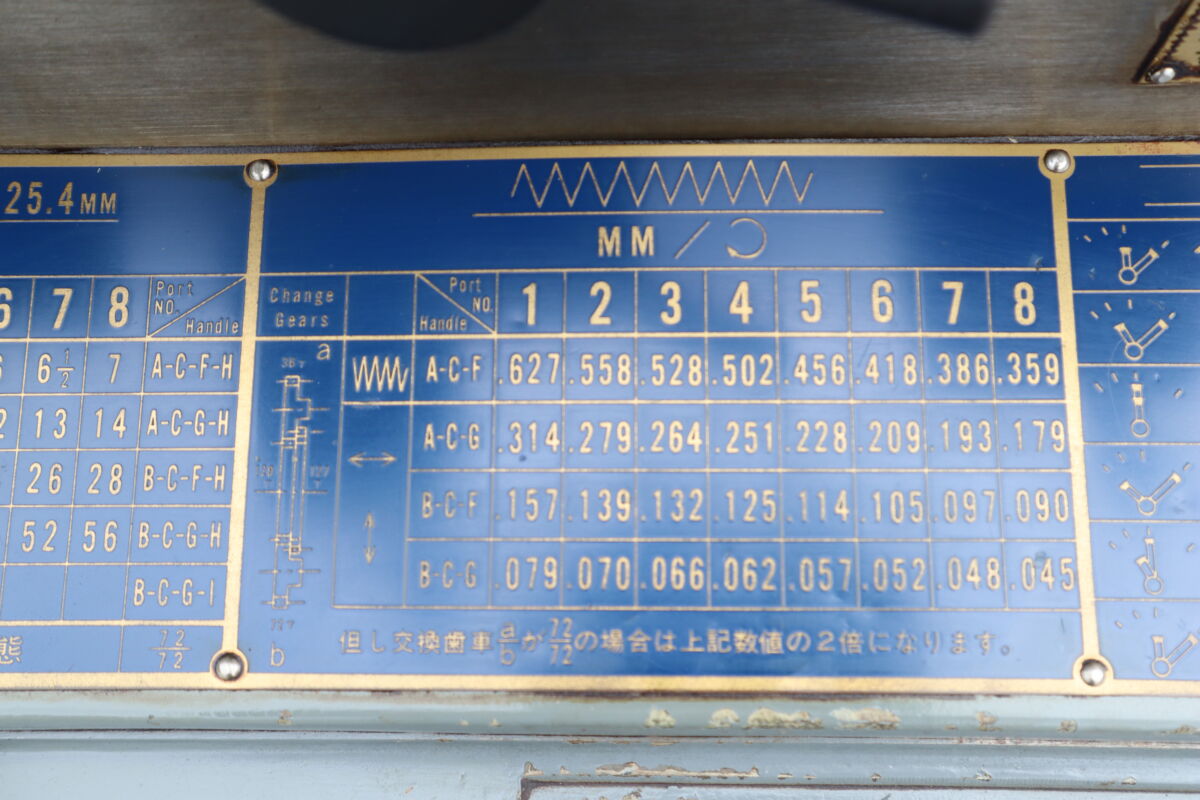 25.4MM
6 7 8 Port NO. Handle
6 1/2 7 A-C-F-H
13 14 A-C-G-H
26 28 B-C-F-H
52 56 B-C-G-H
B-C-G-I
態 72/72
MM/
Change Gears Port NO. Handle 1 2 3 4 5 6 7 8
a
36T
127T
72T
b
A-C-F .627 .558 .528 .502 .456 .418 .386 .359
A-C-G .314 .279 .264 .251 .228 .209 .193 .179
B-C-F .157 .139 .132 .125 .114 .105 .097 .090
B-C-G .079 .070 .066 .062 .057 .052 .048 .045
但し交換歯車a/bが72/72の場合は上記数値の2倍になります。